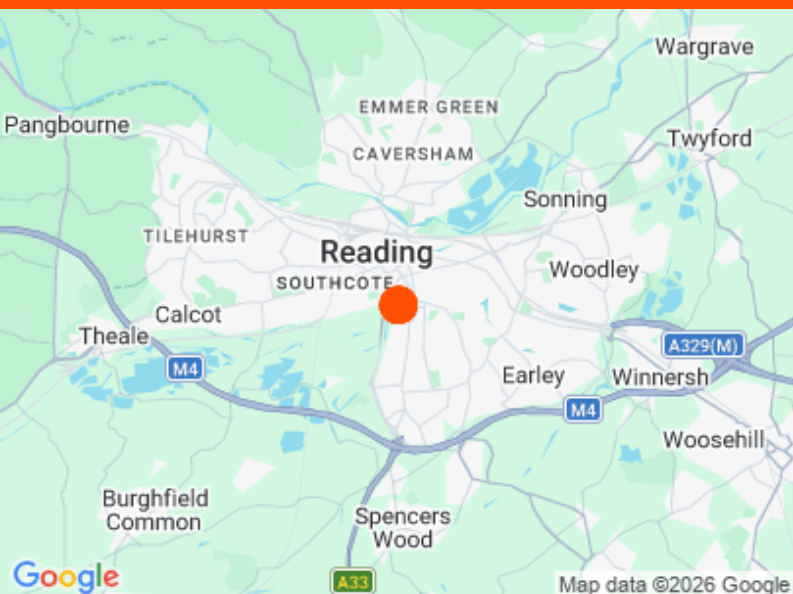 Wargrave
EMMER GREEN
Pangbourne
Twyford
CAVERSHAM
Sonning
TILEHURST
Reading
Woodley
SOUTHCOTE
Calcot
Theale
A329(M)
M4
Earley
Winnersh
M4
Woosehill
Burghfield
Common
Spencers
Wood
Google
A33
Map data ©2026 Google